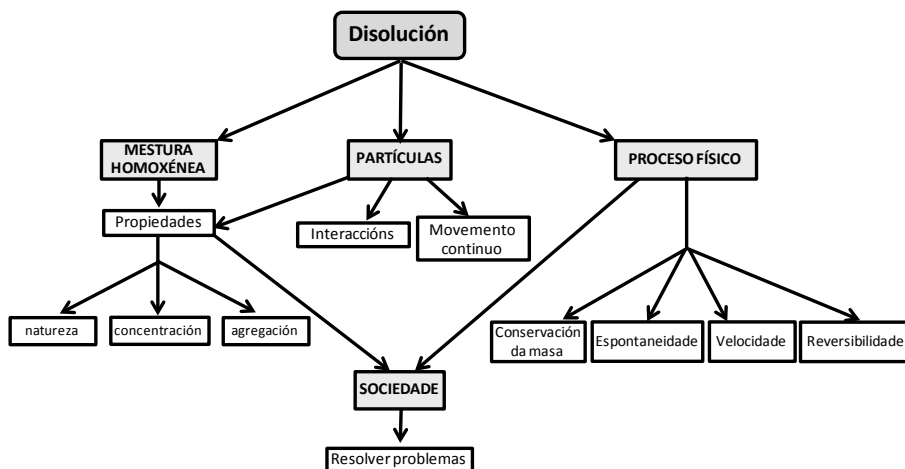 Disolución
MESTURA
HOMOXÉNEA
PARTÍCULAS
PROCESO FÍSICO
Propiedades
Interaccións
Movemento
continuo
natureza
concentración
agregación
Conservación
da masa
Espontaneidade
Velocidade
Reversibilidade
SOCIEDADE
Resolver problemas